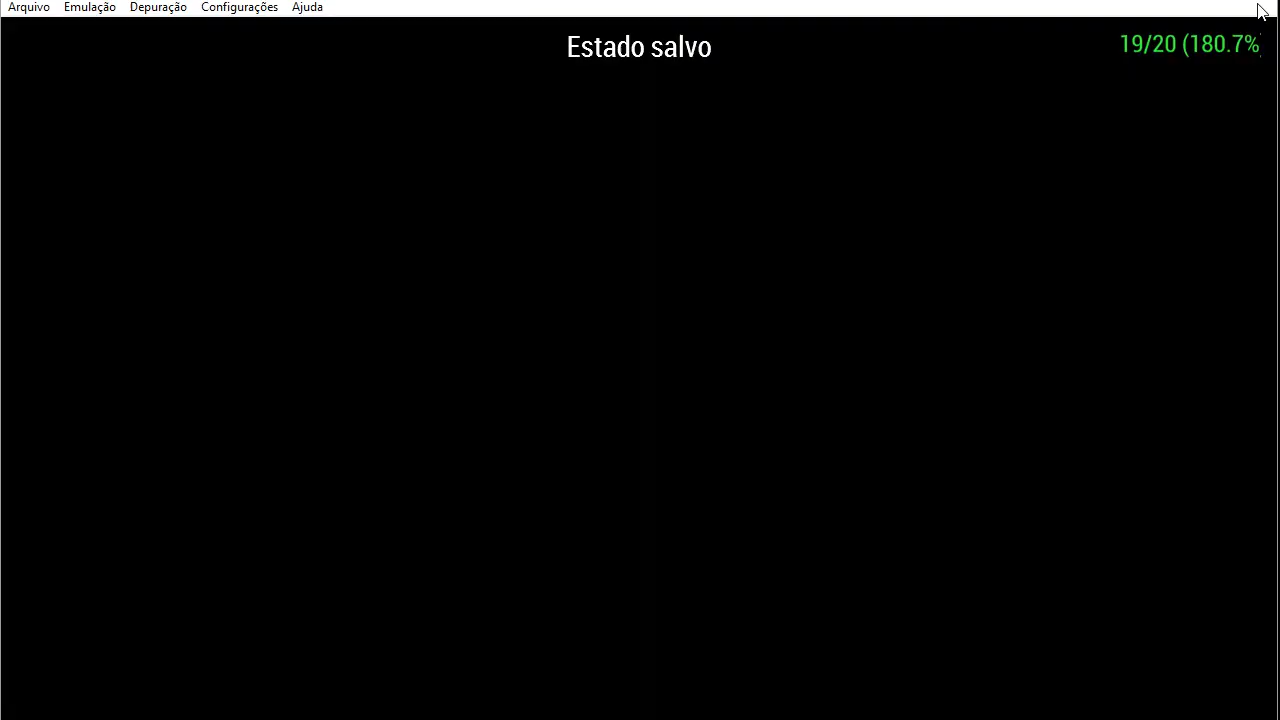 Arquivo Emulação Depuração Configurações Ajuda
Estado salvo
19/20 (180.7%